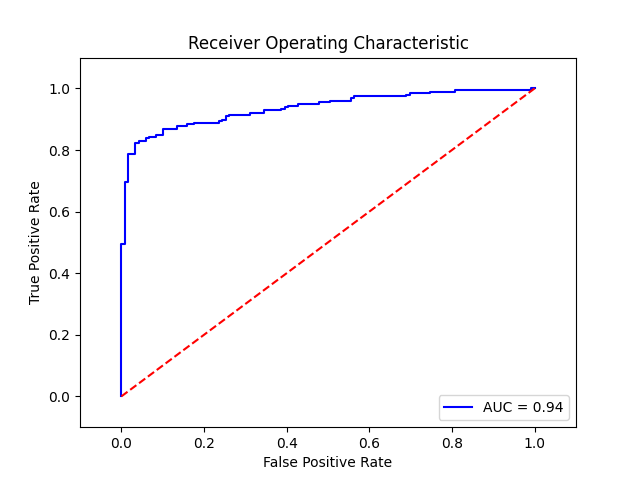 Receiver Operating Characteristic
True Positive Rate
1.0
0.8
0.6
0.4
0.2
0.0
0.0 0.2 0.4 0.6 0.8 1.0
False Positive Rate
AUC = 0.94